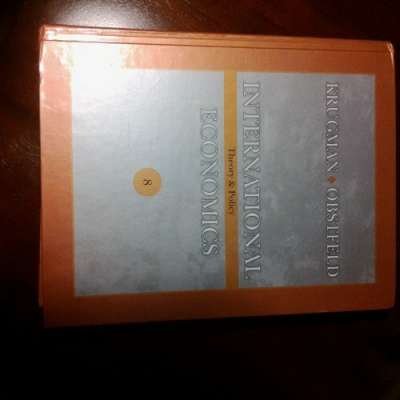 KRUGMAN ♦ OBSTFELD
INTERNATIONAL
ECONOMICS
Theory & Policy
8